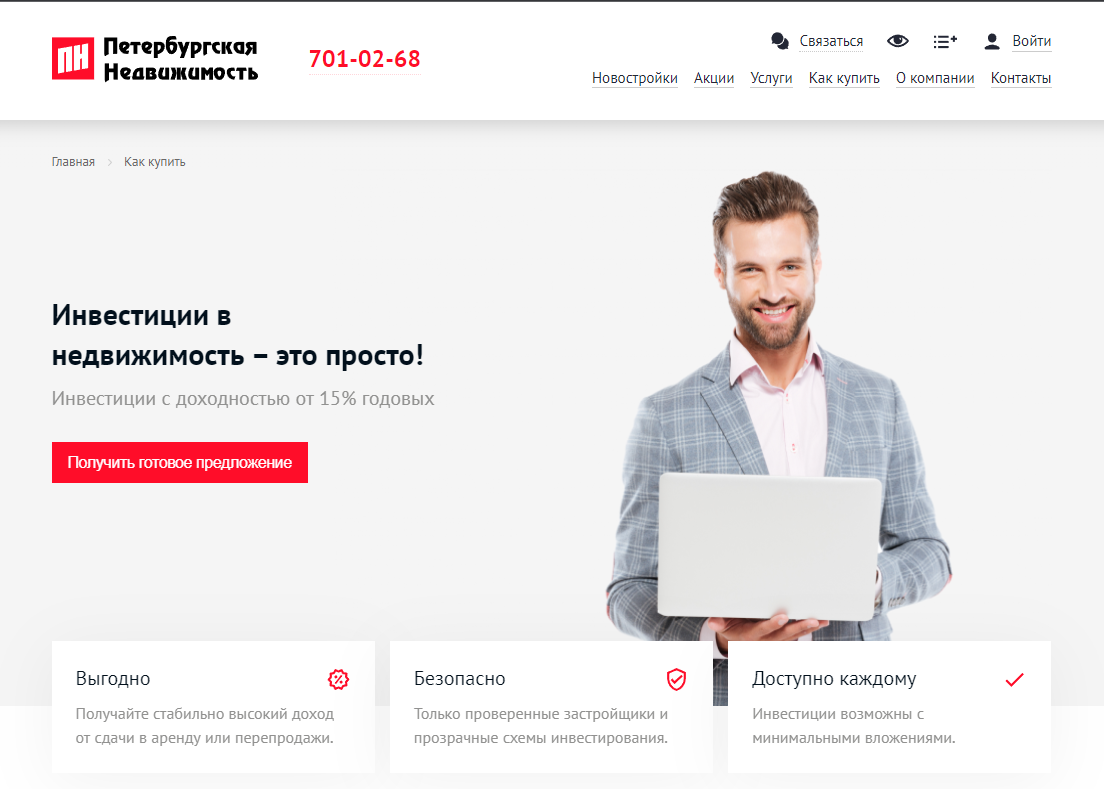 ПН
Петербургская
Недвижимость
701-02-68
Связаться
Войти
Новостройки Акции Услуги Как купить О компании Контакты
Главная Как купить
Инвестиции в
недвижимость – это просто!
Инвестиции с доходностью от 15% годовых
Получить готовое предложение
Выгодно
Получайте стабильно высокий доход
от сдачи в аренду или перепродажи.
Безопасно
Только проверенные застройщики и
прозрачные схемы инвестирования.
Доступно каждому
Инвестиции возможны с
минимальными вложениями.